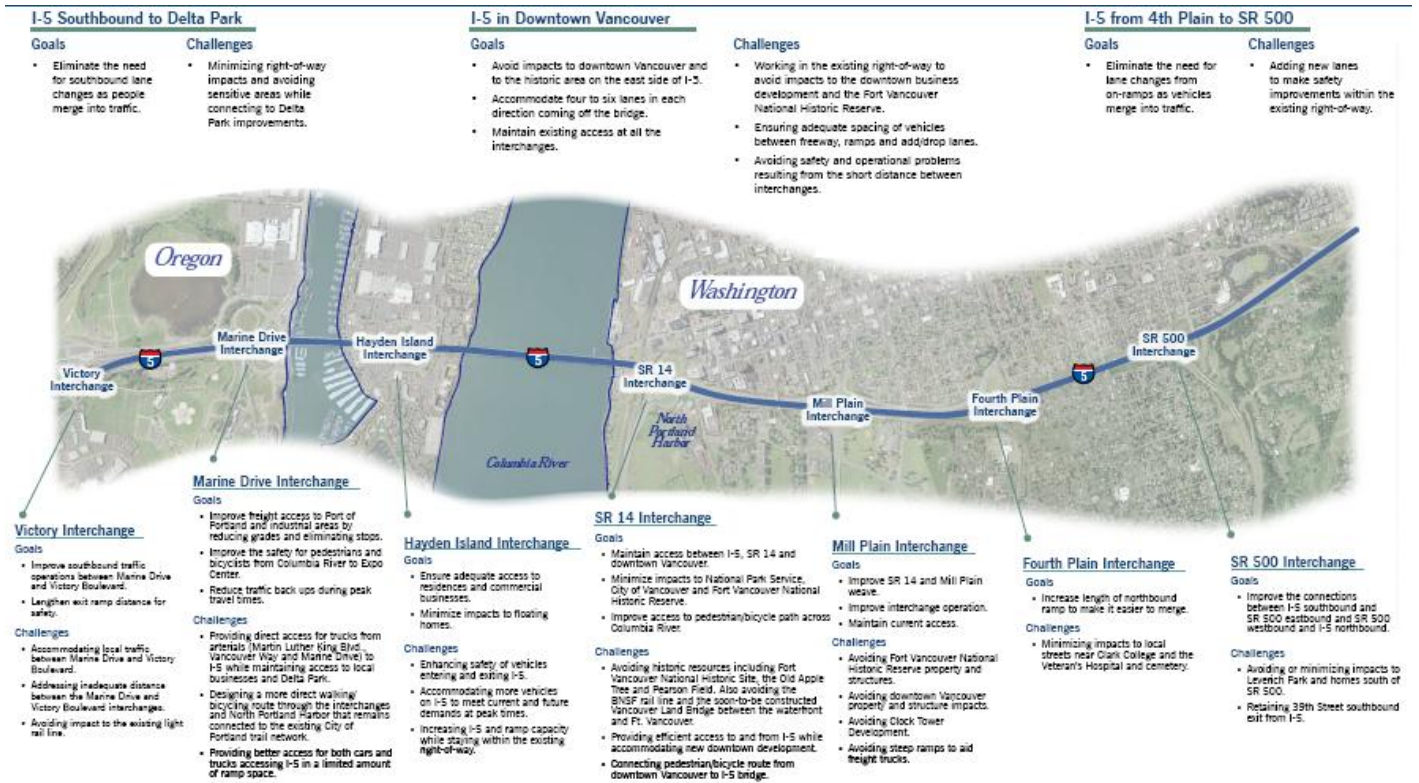 I-5 Southbound to Delta Park
Goals
• Eliminate the need
for southbound lane
changes as people
merge into traffic.
Challenges
• Minimizing right-of-way
impacts and avoiding
sensitive areas while
connecting to Delta
Park improvements.
I-5 in Downtown Vancouver
Goals
• Avoid impacts to downtown Vancouver and
to the historic area on the east side of I-5.
• Accommodate four to six lanes in each
direction coming off the bridge.
• Maintain existing access at all the
interchanges.
Challenges
• Working in the existing right-of-way to
avoid impacts to the downtown business
development and the Fort Vancouver
National Historic Reserve.
• Ensuring adequate spacing of vehicles
between freeway, ramps and add/drop lanes.
• Avoiding safety and operational problems
resulting from the short distance between
interchanges.
I-5 from 4th Plain to SR 500
Goals
• Eliminate the need for
lane changes from
on-ramps as vehicles
merge into traffic.
Challenges
• Adding new lanes
to make safety
improvements within the
existing right-of-way.
Oregon
Washington
Victory
Interchange
5
Marine Drive
Interchange
Hayden Island
Interchange
5
SR 14
Interchange
Mill Plain
Interchange
Fourth Plain
Interchange
5
SR 500
Interchange
North
Portland
Harbor
Columbia River
Victory Interchange
Goals
• Improve southbound traffic
operations between Marine Drive
and Victory Boulevard.
• Lengthen exit ramp distance for
safety.
Challenges
• Accommodating local traffic
between Marine Drive and Victory
Boulevard.
• Addressing inadequate distance
between the Marine Drive and
Victory Boulevard interchanges.
• Avoiding impact to the existing light
rail line.
Marine Drive Interchange
Goals
• Improve freight access to Port of
Portland and industrial areas by
reducing grades and eliminating stops.
• Improve the safety for pedestrians and
bicyclists from Columbia River to Expo
Center.
• Reduce traffic back ups during peak
travel times.
Challenges
• Providing direct access for trucks from
arterials (Martin Luther King Blvd.,
Vancouver Way and Marine Drive) to
I-5 while maintaining access to local
businesses and Delta Park.
• Designing a more direct walking/
bicycling route through the interchanges
and North Portland Harbor that remains
connected to the existing City of
Portland trail network.
• Providing better access for both cars and
trucks accessing I-5 in a limited amount
of ramp space.
Hayden Island Interchange
Goals
• Ensure adequate access to
residences and commercial
businesses.
• Minimize impacts to floating
homes.
Challenges
• Enhancing safety of vehicles
entering and exiting I-5.
• Accommodating more vehicles
on I-5 to meet current and future
demands at peak times.
• Increasing I-5 and ramp capacity
while staying within the existing
right-of-way.
SR 14 Interchange
Goals
• Maintain access between I-5, SR 14 and
downtown Vancouver.
• Minimize impacts to National Park Service,
City of Vancouver and Fort Vancouver National
Historic Reserve.
• Improve access to pedestrian/bicycle path across
Columbia River.
Challenges
• Avoiding historic resources including Fort
Vancouver National Historic Site, the Old Apple
Tree and Pearson Field. Also avoiding the
BNSF rail line and the soon-to-be constructed
Vancouver Land Bridge between the waterfront
and Ft. Vancouver.
• Providing efficient access to and from I-5 while
accommodating new downtown development.
• Connecting pedestrian/bicycle route from
downtown Vancouver to I-5 bridge.
Mill Plain Interchange
Goals
• Improve SR 14 and Mill Plain
weave.
• Improve interchange operation.
• Maintain current access.
Challenges
• Avoiding Fort Vancouver National
Historic Reserve property and
structures.
• Avoiding downtown Vancouver
property and structure impacts.
• Avoiding Clock Tower
Development.
• Avoiding steep ramps to aid
freight trucks.
Fourth Plain Interchange
Goals
• Increase length of northbound
ramp to make it easier to merge.
Challenges
• Minimizing impacts to local
streets near Clark College and the
Veteran's Hospital and cemetery.
SR 500 Interchange
Goals
• Improve the connections
between I-5 southbound and
SR 500 eastbound and SR 500
westbound and I-5 northbound.
Challenges
• Avoiding or minimizing impacts to
Leverich Park and homes south of
SR 500.
• Retaining 39th Street southbound
exit from I-5.